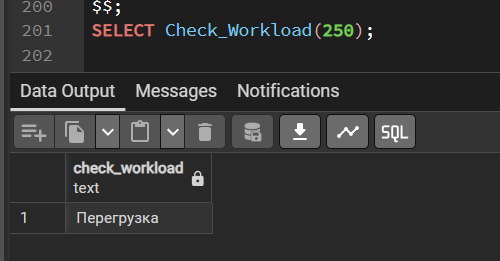 200 $$;
201 SELECT Check_Workload(250);
202
Data Output Messages Notifications
SQL
check_workload
text
1 Перегрузка